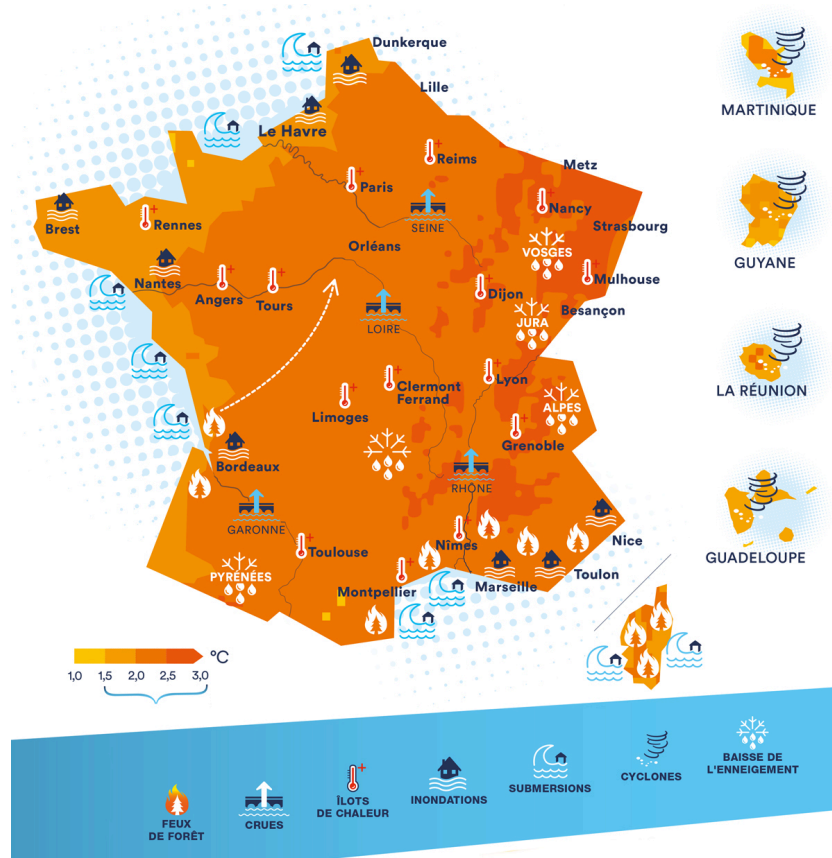 Dunkerque
Lille
Le Havre
Reims
Metz
Paris
Nancy
Brest
Rennes
SEINE
Strasbourg
Orléans
VOSGES
Nantes
Angers
Tours
Dijon
Mulhouse
Besançon
LOIRE
JURA
Clermont
Ferrand
Lyon
Limoges
ALPES
Grenoble
Bordeaux
RHÔNE
GARONNE
Nîmes
Nice
Toulouse
PYRÉNÉES
Montpellier
Marseille
Toulon
MARTINIQUE
GUYANE
LA RÉUNION
GUADELOUPE
°C
1,0 1,5 2,0 2,5 3,0
FEUX
DE FORÊT
CRUES
ÎLOTS
DE CHALEUR
INONDATIONS
SUBMERSIONS
CYCLONES
BAISSE DE
L'ENNEIGEMENT